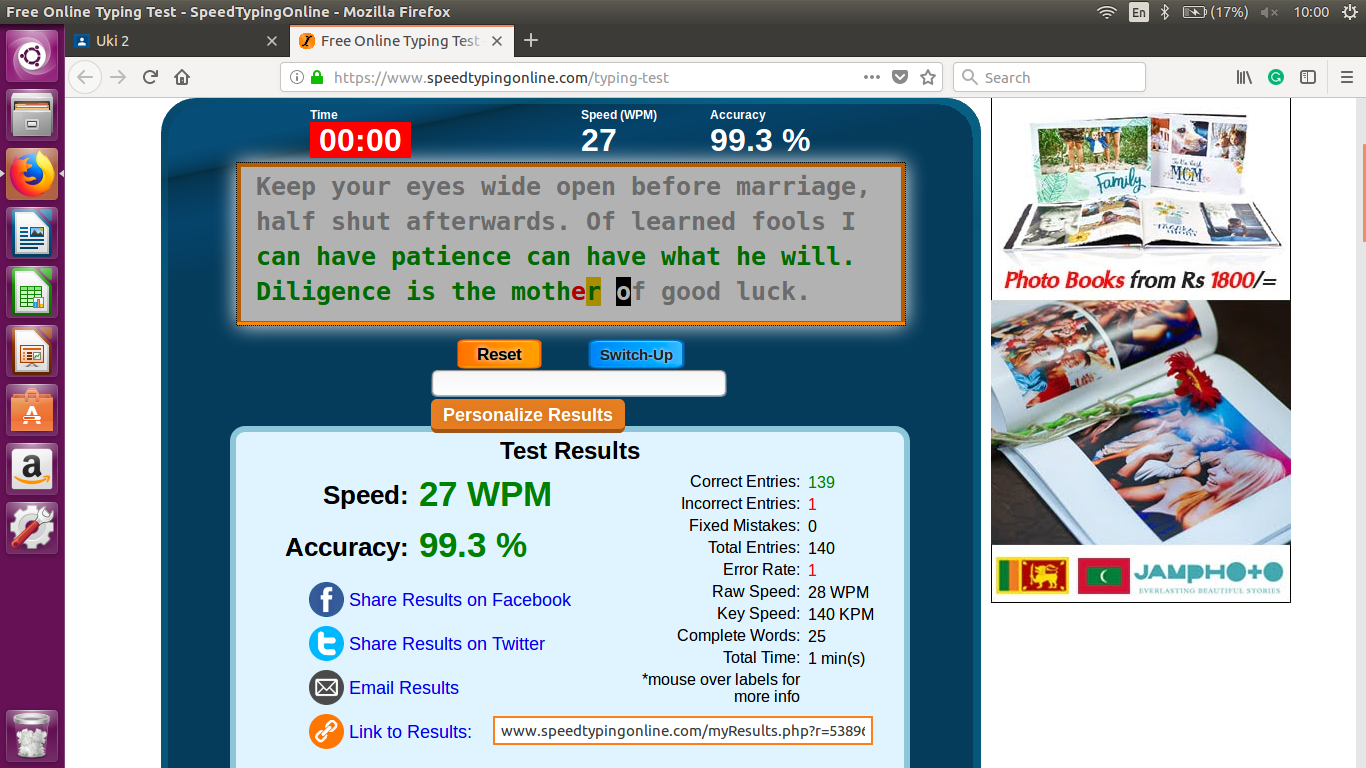 Free Online Typing Test - SpeedTypingOnline - Mozilla Firefox
En
(17%)
10:00
Uki 2
Free Online Typing Test
https://www.speedtypingonline.com/typing-test
Search
Time
Speed (WPM)
Accuracy
00:00
27
99.3 %
Keep your eyes wide open before marriage,
half shut afterwards. Of learned fools I
can have patience can have what he will.
Diligence is the mother of good luck.
Reset
Switch-Up
Personalize Results
Test Results
Speed: 27 WPM
Accuracy: 99.3 %
Share Results on Facebook
Share Results on Twitter
Email Results
Link to Results: www.speedtypingonline.com/myResults.php?r=5389
Correct Entries: 139
Incorrect Entries: 1
Fixed Mistakes: 0
Total Entries: 140
Error Rate: 1
Raw Speed: 28 WPM
Key Speed: 140 KPM
Complete Words: 25
Total Time: 1 min(s)
*mouse over labels for
more info
Family
MOM
Photo Books from Rs 1800/=
JAMPHOTO
EVERLASTING BEAUTIFUL STORIES